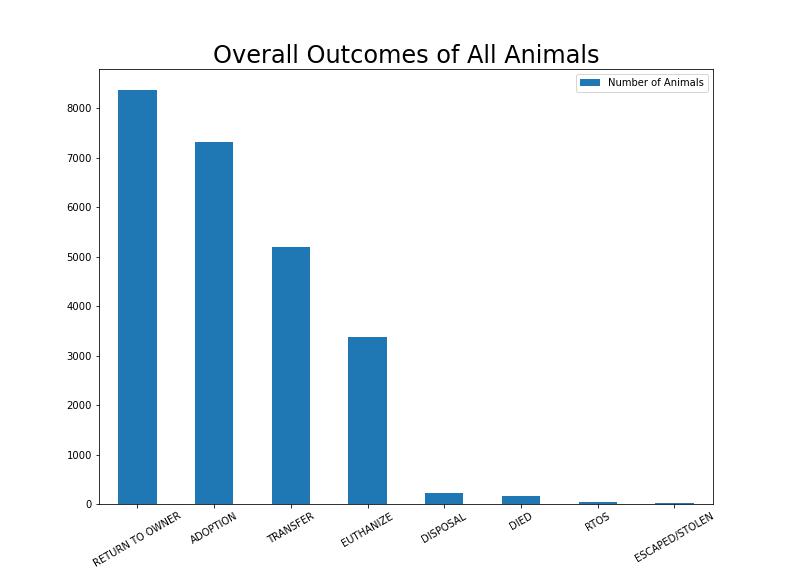 Overall Outcomes of All Animals
Number of Animals
8000
7000
6000
5000
4000
3000
2000
1000
0
RETURN TO OWNER
ADOPTION
TRANSFER
EUTHANIZE
DISPOSAL
DIED
RTOS
ESCAPED/STOLEN